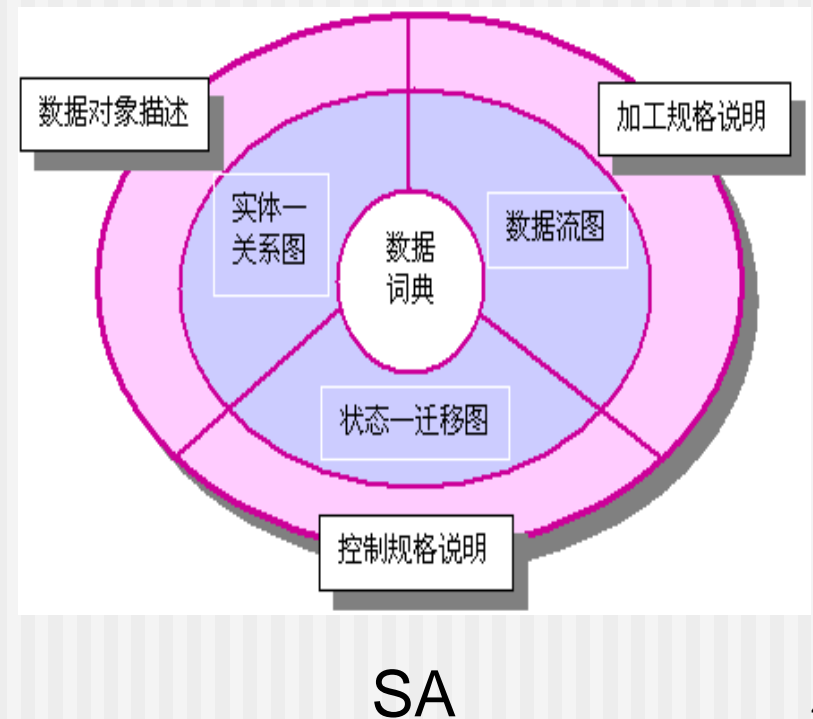 数据对象描述
加工规格说明
实体一
关系图
数据流图
数据
词典
状态一迁移图
控制规格说明
SA